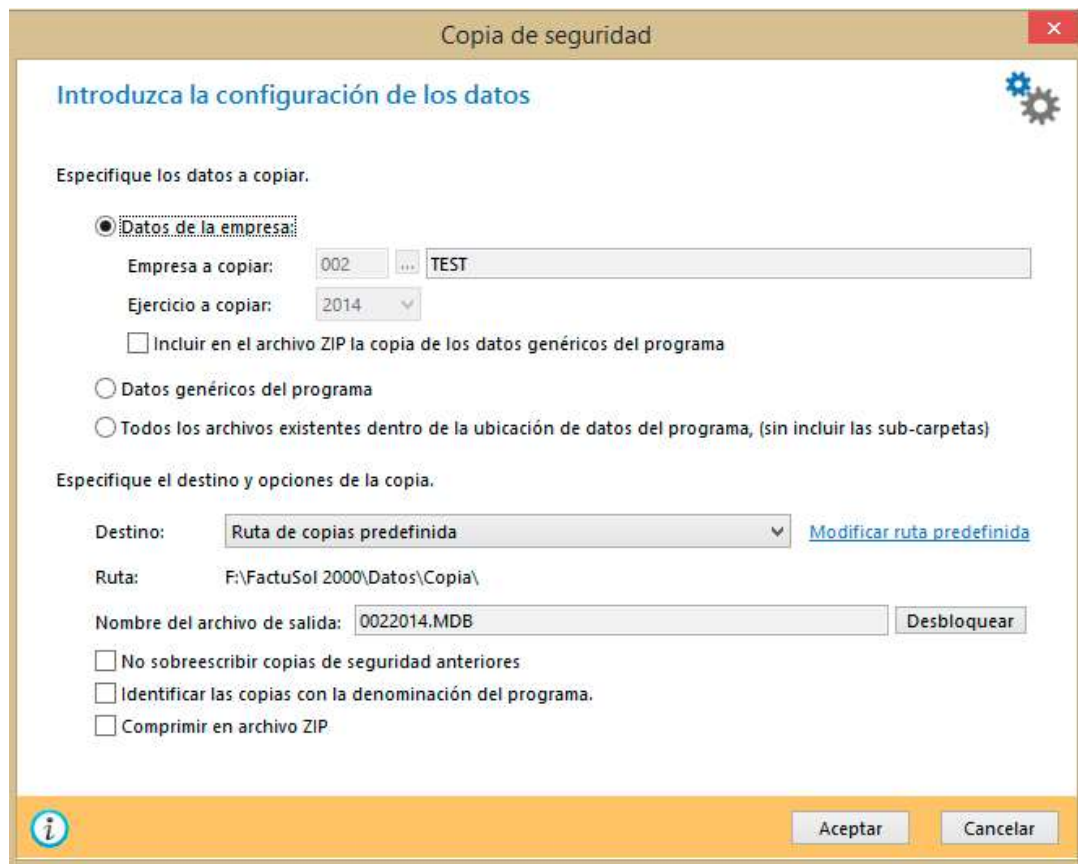 Copia de seguridad
Introduzca la configuración de los datos
Especifique los datos a copiar.
Datos de la empresa:
Empresa a copiar: 002 ... TEST
Ejercicio a copiar: 2014
Incluir en el archivo ZIP la copia de los datos genéricos del programa
Datos genéricos del programa
Todos los archivos existentes dentro de la ubicación de datos del programa, (sin incluir las sub-carpetas)
Especifique el destino y opciones de la copia.
Destino: Ruta de copias predefinida Modificar ruta predefinida
Ruta: F:\FactuSol 2000\Datos\Copia\
Nombre del archivo de salida: 0022014.MDB Desbloquear
No sobreescribir copias de seguridad anteriores
Identificar las copias con la denominación del programa.
Comprimir en archivo ZIP
Aceptar Cancelar